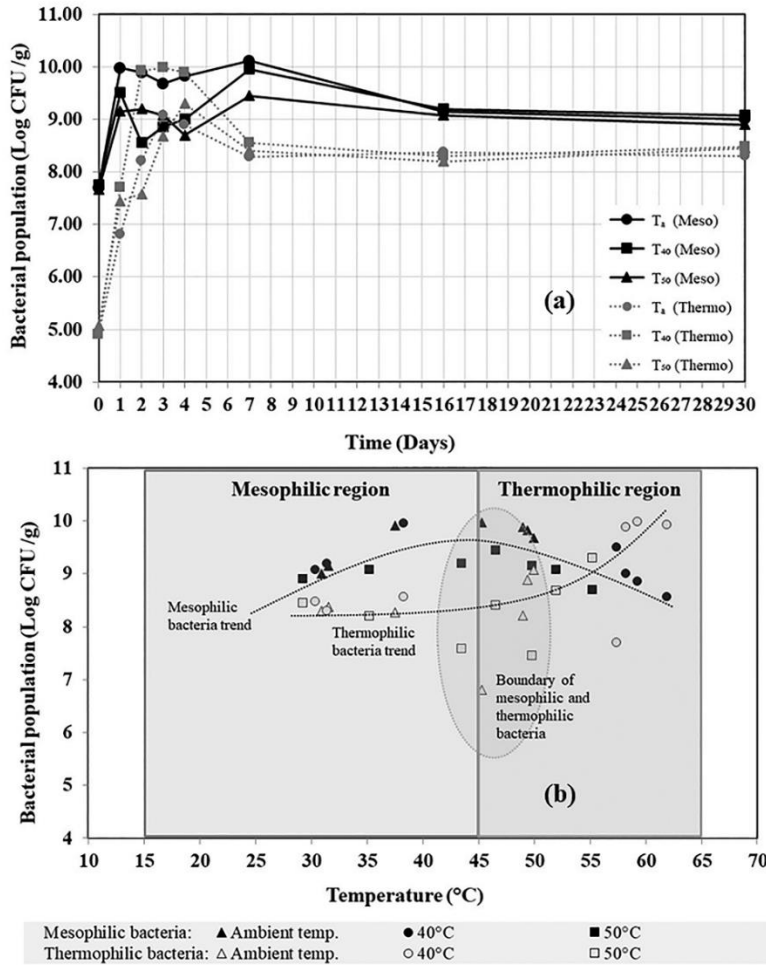 Bacterial population (Log CFU /g)
11.00
10.00
9.00
8.00
7.00
6.00
5.00
4.00
0 1 2 3 4 5 6 7 9 10 11 12 13 14 15 16 17 19 20 21 22 23 24 26 27 28 29 30
Time (Days)
Tₐ (Meso)
T₄₀ (Meso)
T₅₀ (Meso)
Tₐ (Thermo)
T₄₀ (Thermo)
T₅₀ (Thermo)
(a)
Bacterial population (Log CFU /g)
11
10
9
8
7
6
5
4
10 15 20 25 30 35 40 45 50 55 60 65 70
Temperature (°C)
Mesophilic region
Thermophilic region
Mesophilic
bacteria trend
Thermophilic
bacteria trend
Boundary of
mesophilic and
thermophilic
bacteria
(b)
Mesophilic bacteria: Ambient temp. 40°C 50°C
Thermophilic bacteria: Ambient temp. 40°C 50°C